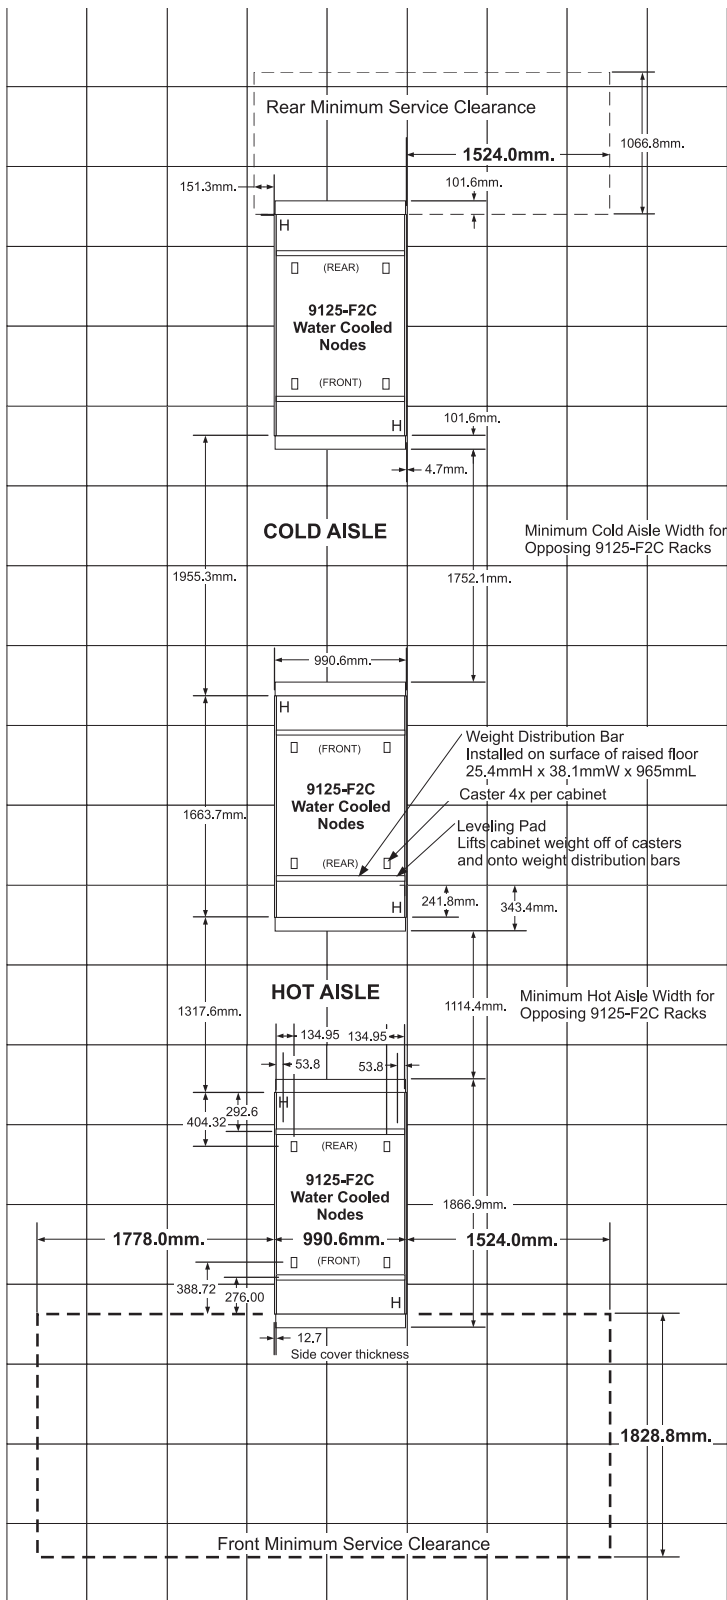 Rear Minimum Service Clearance
1066.8mm.
1524.0mm.
151.3mm.
101.6mm.
H
(REAR)
9125-F2C
Water Cooled
Nodes
(FRONT)
H
101.6mm.
4.7mm.
COLD AISLE
Minimum Cold Aisle Width for
Opposing 9125-F2C Racks
1955.3mm.
1752.1mm.
990.6mm.
H
(FRONT)
Weight Distribution Bar
Installed on surface of raised floor
25.4mmH x 38.1mmW x 965mmL
9125-F2C
Water Cooled
Nodes
Caster 4x per cabinet
1663.7mm.
Leveling Pad
Lifts cabinet weight off of casters
and onto weight distribution bars
(REAR)
H
241.8mm.
343.4mm.
HOT AISLE
Minimum Hot Aisle Width for
Opposing 9125-F2C Racks
1317.6mm.
1114.4mm.
134.95
134.95
53.8
53.8
H
292.6
404.32
(REAR)
9125-F2C
Water Cooled
Nodes
1866.9mm.
1778.0mm.
990.6mm.
1524.0mm.
(FRONT)
388.72
276.00
H
12.7
Side cover thickness
1828.8mm.
Front Minimum Service Clearance